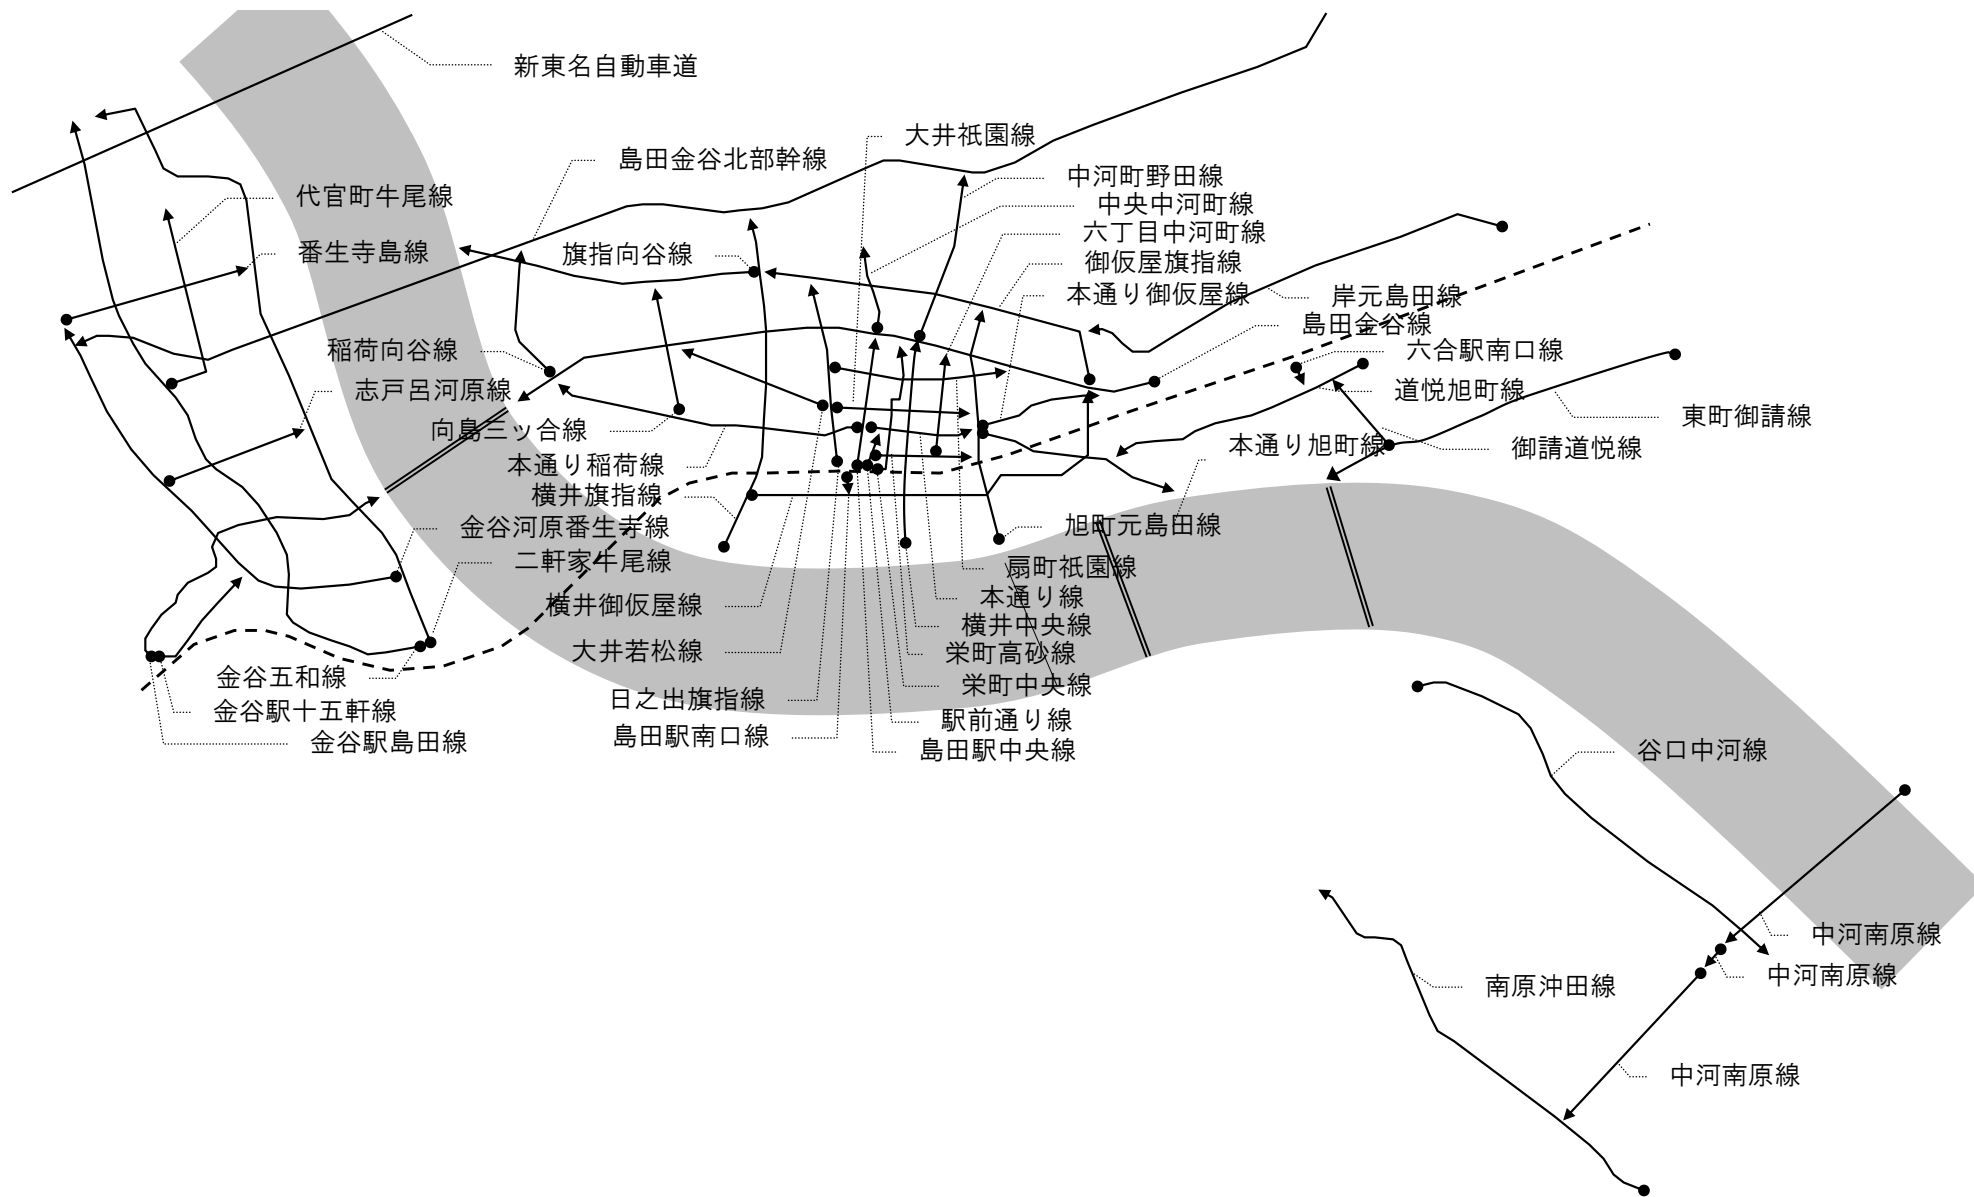 新東名自動車道
大井祇園線
島田金谷北部幹線
中河町野田線
代官町牛尾線
中央中河町線
六丁目中河町線
番生寺島線
旗指向谷線
御仮屋旗指線
本通り御仮屋線
岸元島田線
島田金谷線
稲荷向谷線
六合駅南口線
志戸呂河原線
道悦旭町線
東町御請線
向島三ッ合線
本通り旭町線
御請道悦線
本通り稲荷線
横井旗指線
金谷河原番生寺線
旭町元島田線
二軒家牛尾線
扇町祇園線
本通り線
横井御仮屋線
横井中央線
大井若松線
栄町高砂線
金谷五和線
栄町中央線
日之出旗指線
金谷駅十五軒線
駅前通り線
島田駅南口線
金谷駅島田線
島田駅中央線
谷口中河線
中河南原線
中河南原線
南原沖田線
中河南原線